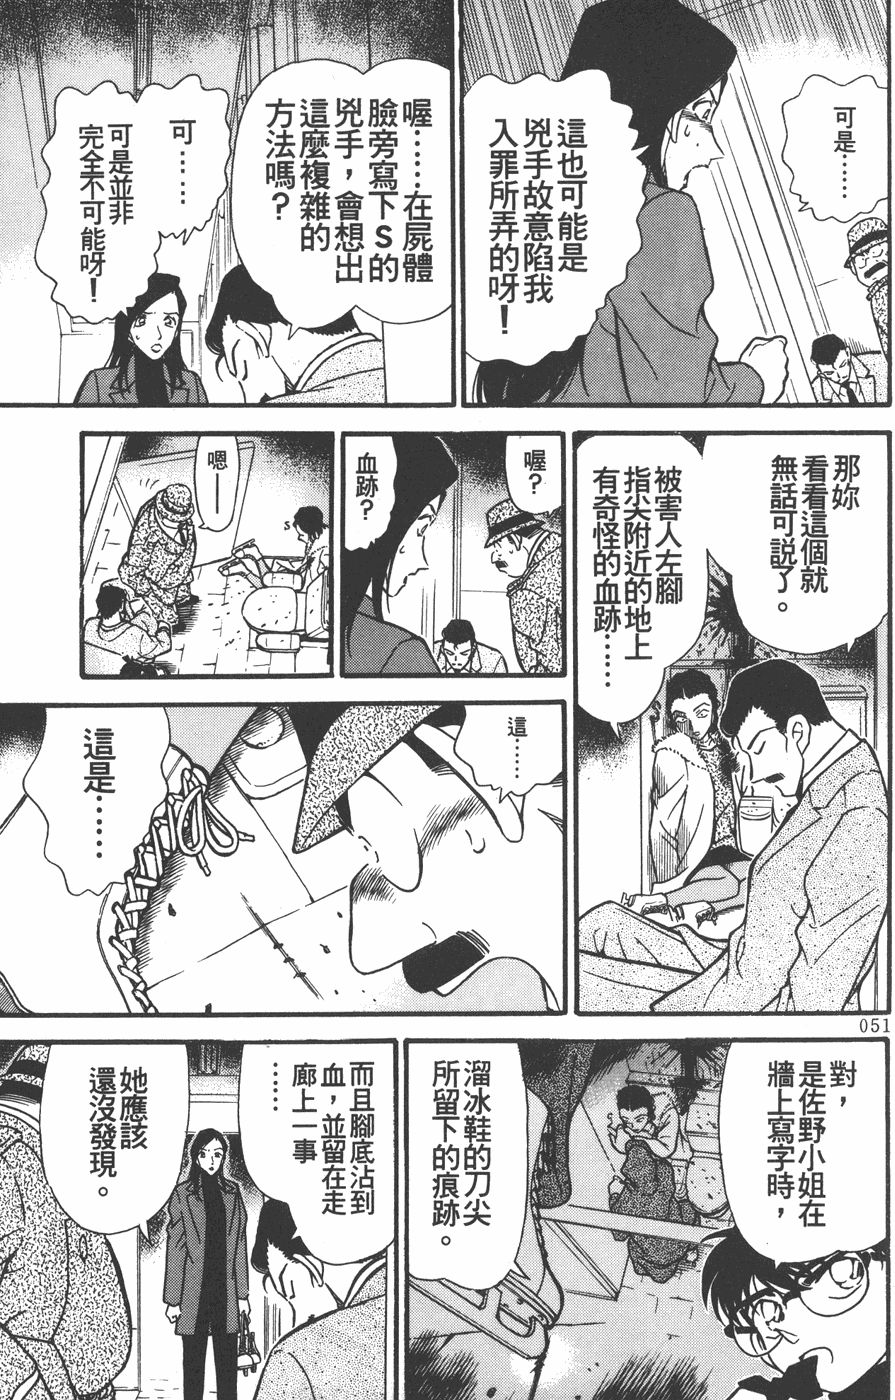 可是……
這也可能是
兇手故意陷我
入罪所弄的呀！
喔……在屍體
臉旁寫下S的
兇手，會想出
這麼複雜的
方法嗎？
可……
可是並非
完全不可能呀！
那妳
看看這個就
無話可說了。
被害人左腳
指尖附近的地上
有奇怪的血跡……
喔？
血跡？
嗯——
S
這……
這是……
051
對，
是佐野小姐在
牆上寫字時，
溜冰鞋的刀尖
所留下的痕跡。
而且腳底沾到
血，並留在走
廊上一事
……
她應該
還沒發現。